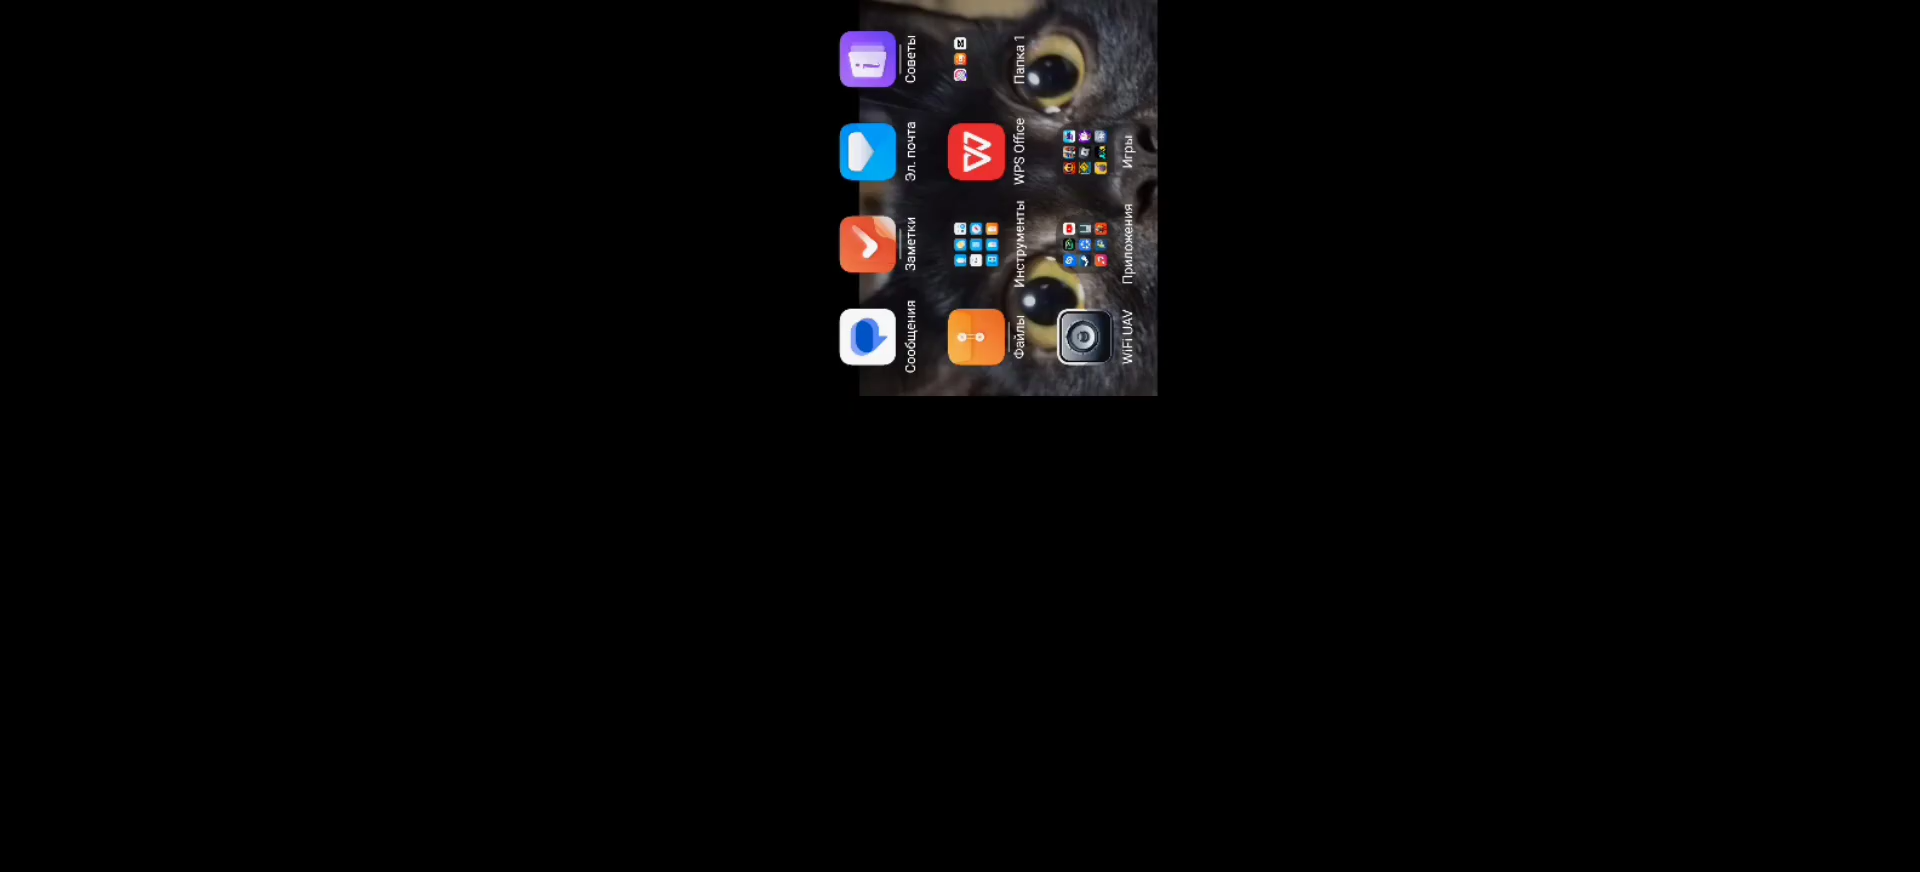 Сообщения
Заметки
Эл. почта
Советы
Файлы
Инструменты
WPS Office
Папка 1
WiFi UAV
Приложения
Игры